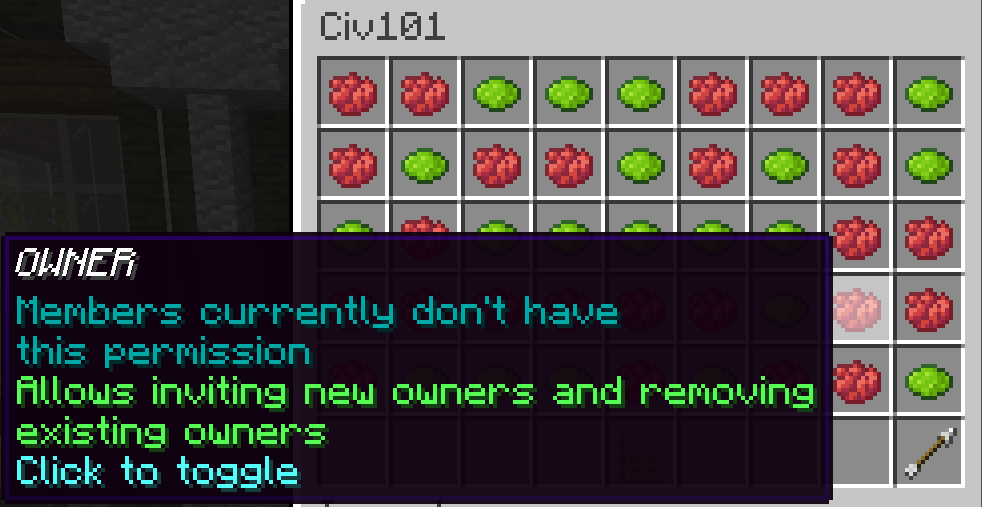 Civ101
OWNER
Members currently don't have
this permission
Allows inviting new owners and removing
existing owners
Click to toggle